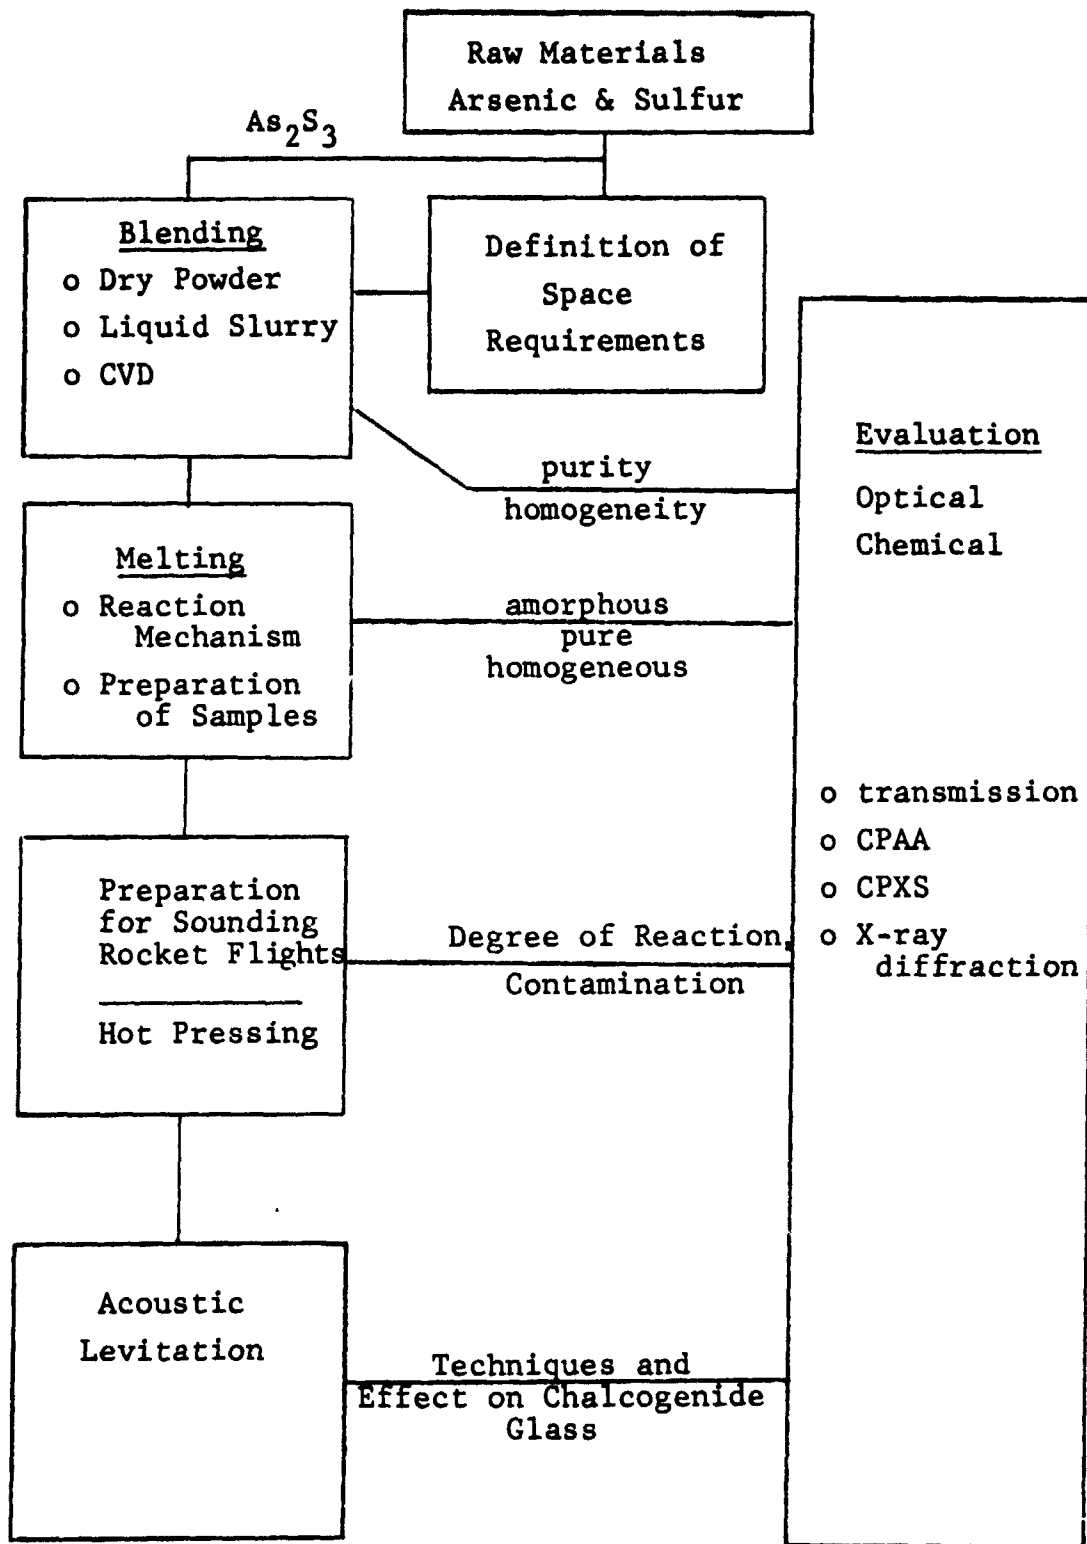 Raw Materials
Arsenic & Sulfur
As2S3
Blending
o Dry Powder
o Liquid Slurry
o CVD
Definition of
Space
Requirements
purity
homogeneity
Melting
o Reaction
Mechanism
o Preparation
of Samples
amorphous
pure
homogeneous
Preparation
for Sounding
Rocket Flights
Hot Pressing
Degree of Reaction,
Contamination
Acoustic
Levitation
Techniques and
Effect on Chalcogenide
Glass
Evaluation
Optical
Chemical
o transmission
o CPAA
o CPXS
o X-ray
diffraction